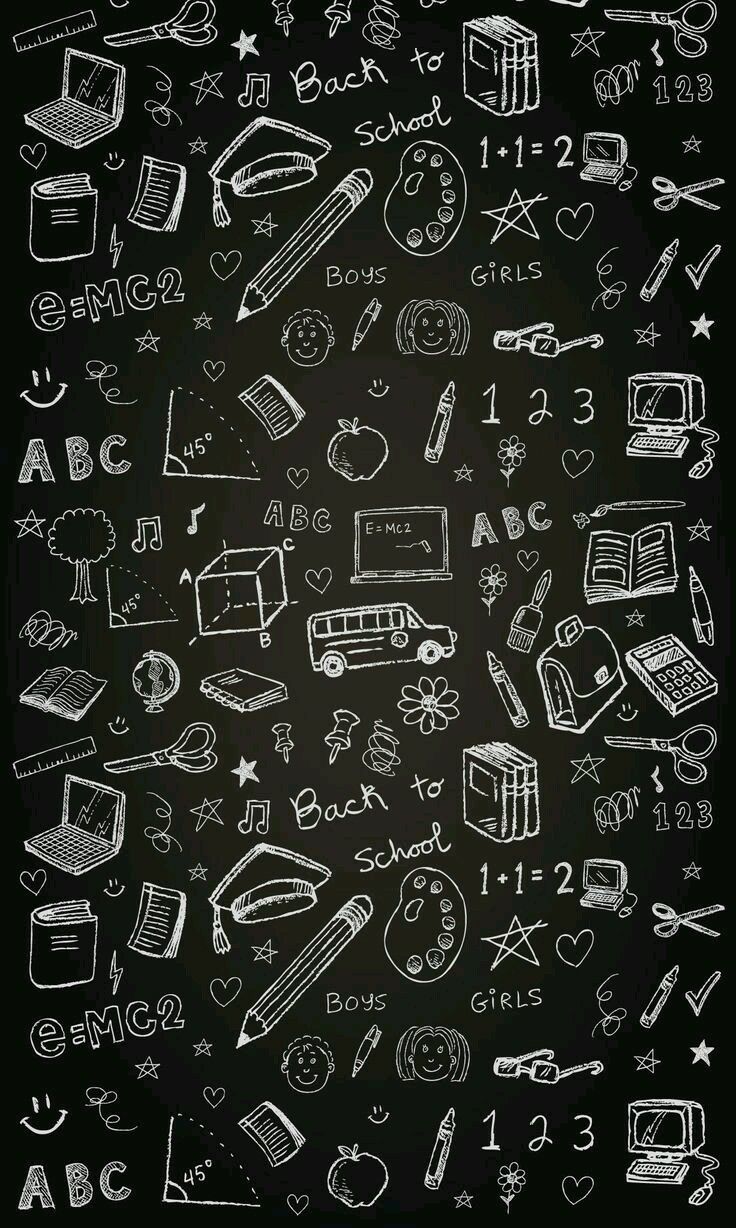 Back to
School
123
1+1=2
BOYS
GIRLS
e=MC2
1 2 3
45°
ABC
ABC
E=MC2
ABC
C
A
45°
B
Back to
School
123
1+1=2
BOYS
GIRLS
e=MC2
1 2 3
45°
ABC